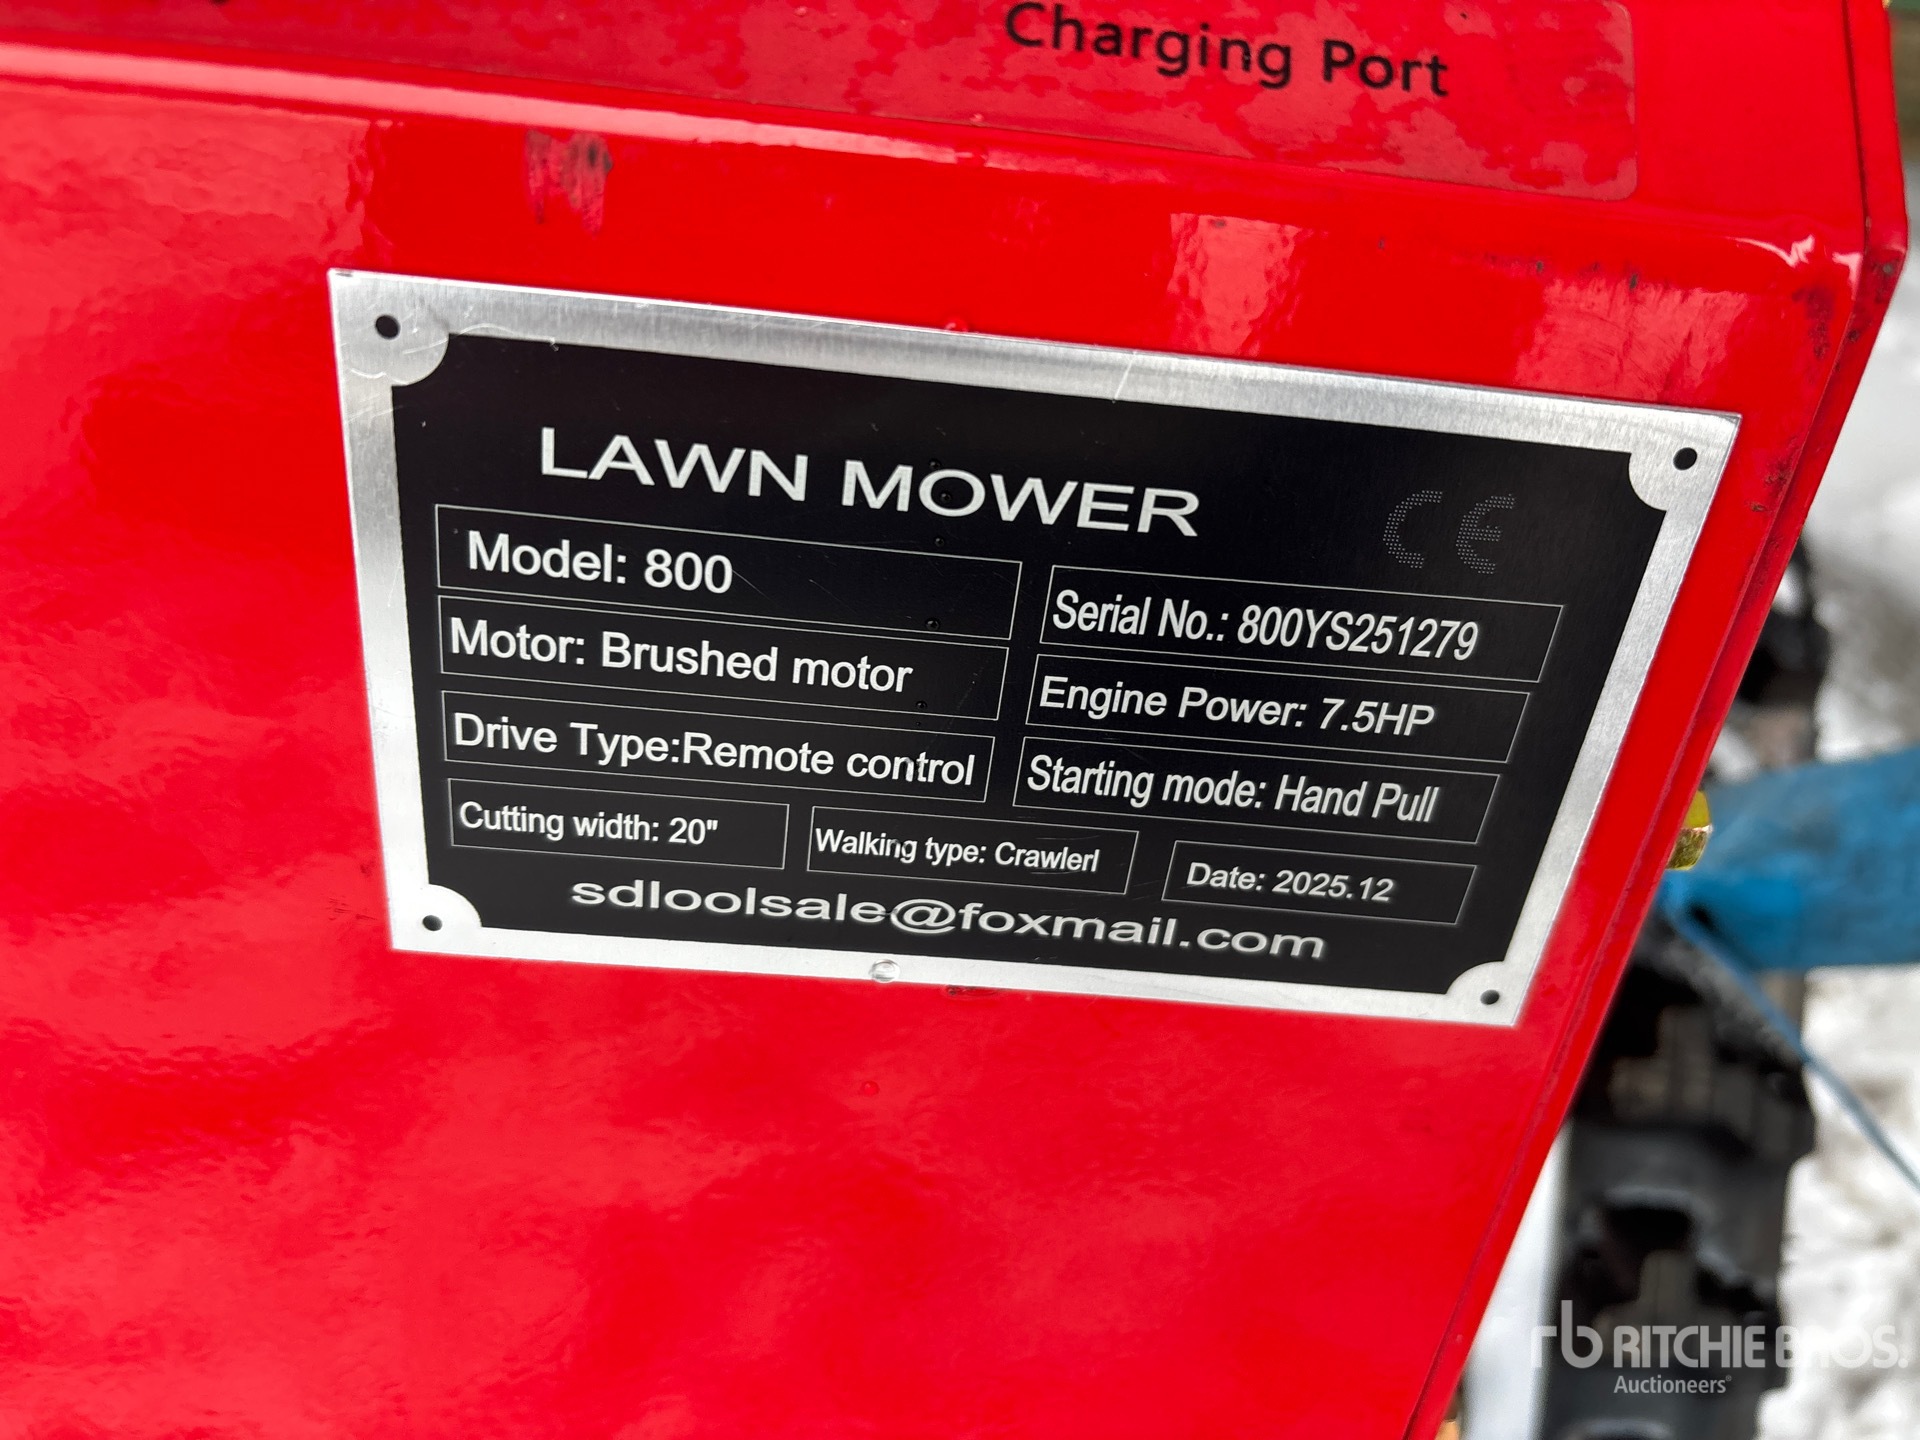 Charging Port
LAWN MOWER
CE
Model: 800
Serial No.: 800YS251279
Motor: Brushed motor
Engine Power: 7.5HP
Drive Type:Remote control
Starting mode: Hand Pull
Cutting width: 20"
Walking type: Crawlerl
Date: 2025.12
sdloolsale@foxmail.com
rb RITCHIE BROS.
Auctioneers®